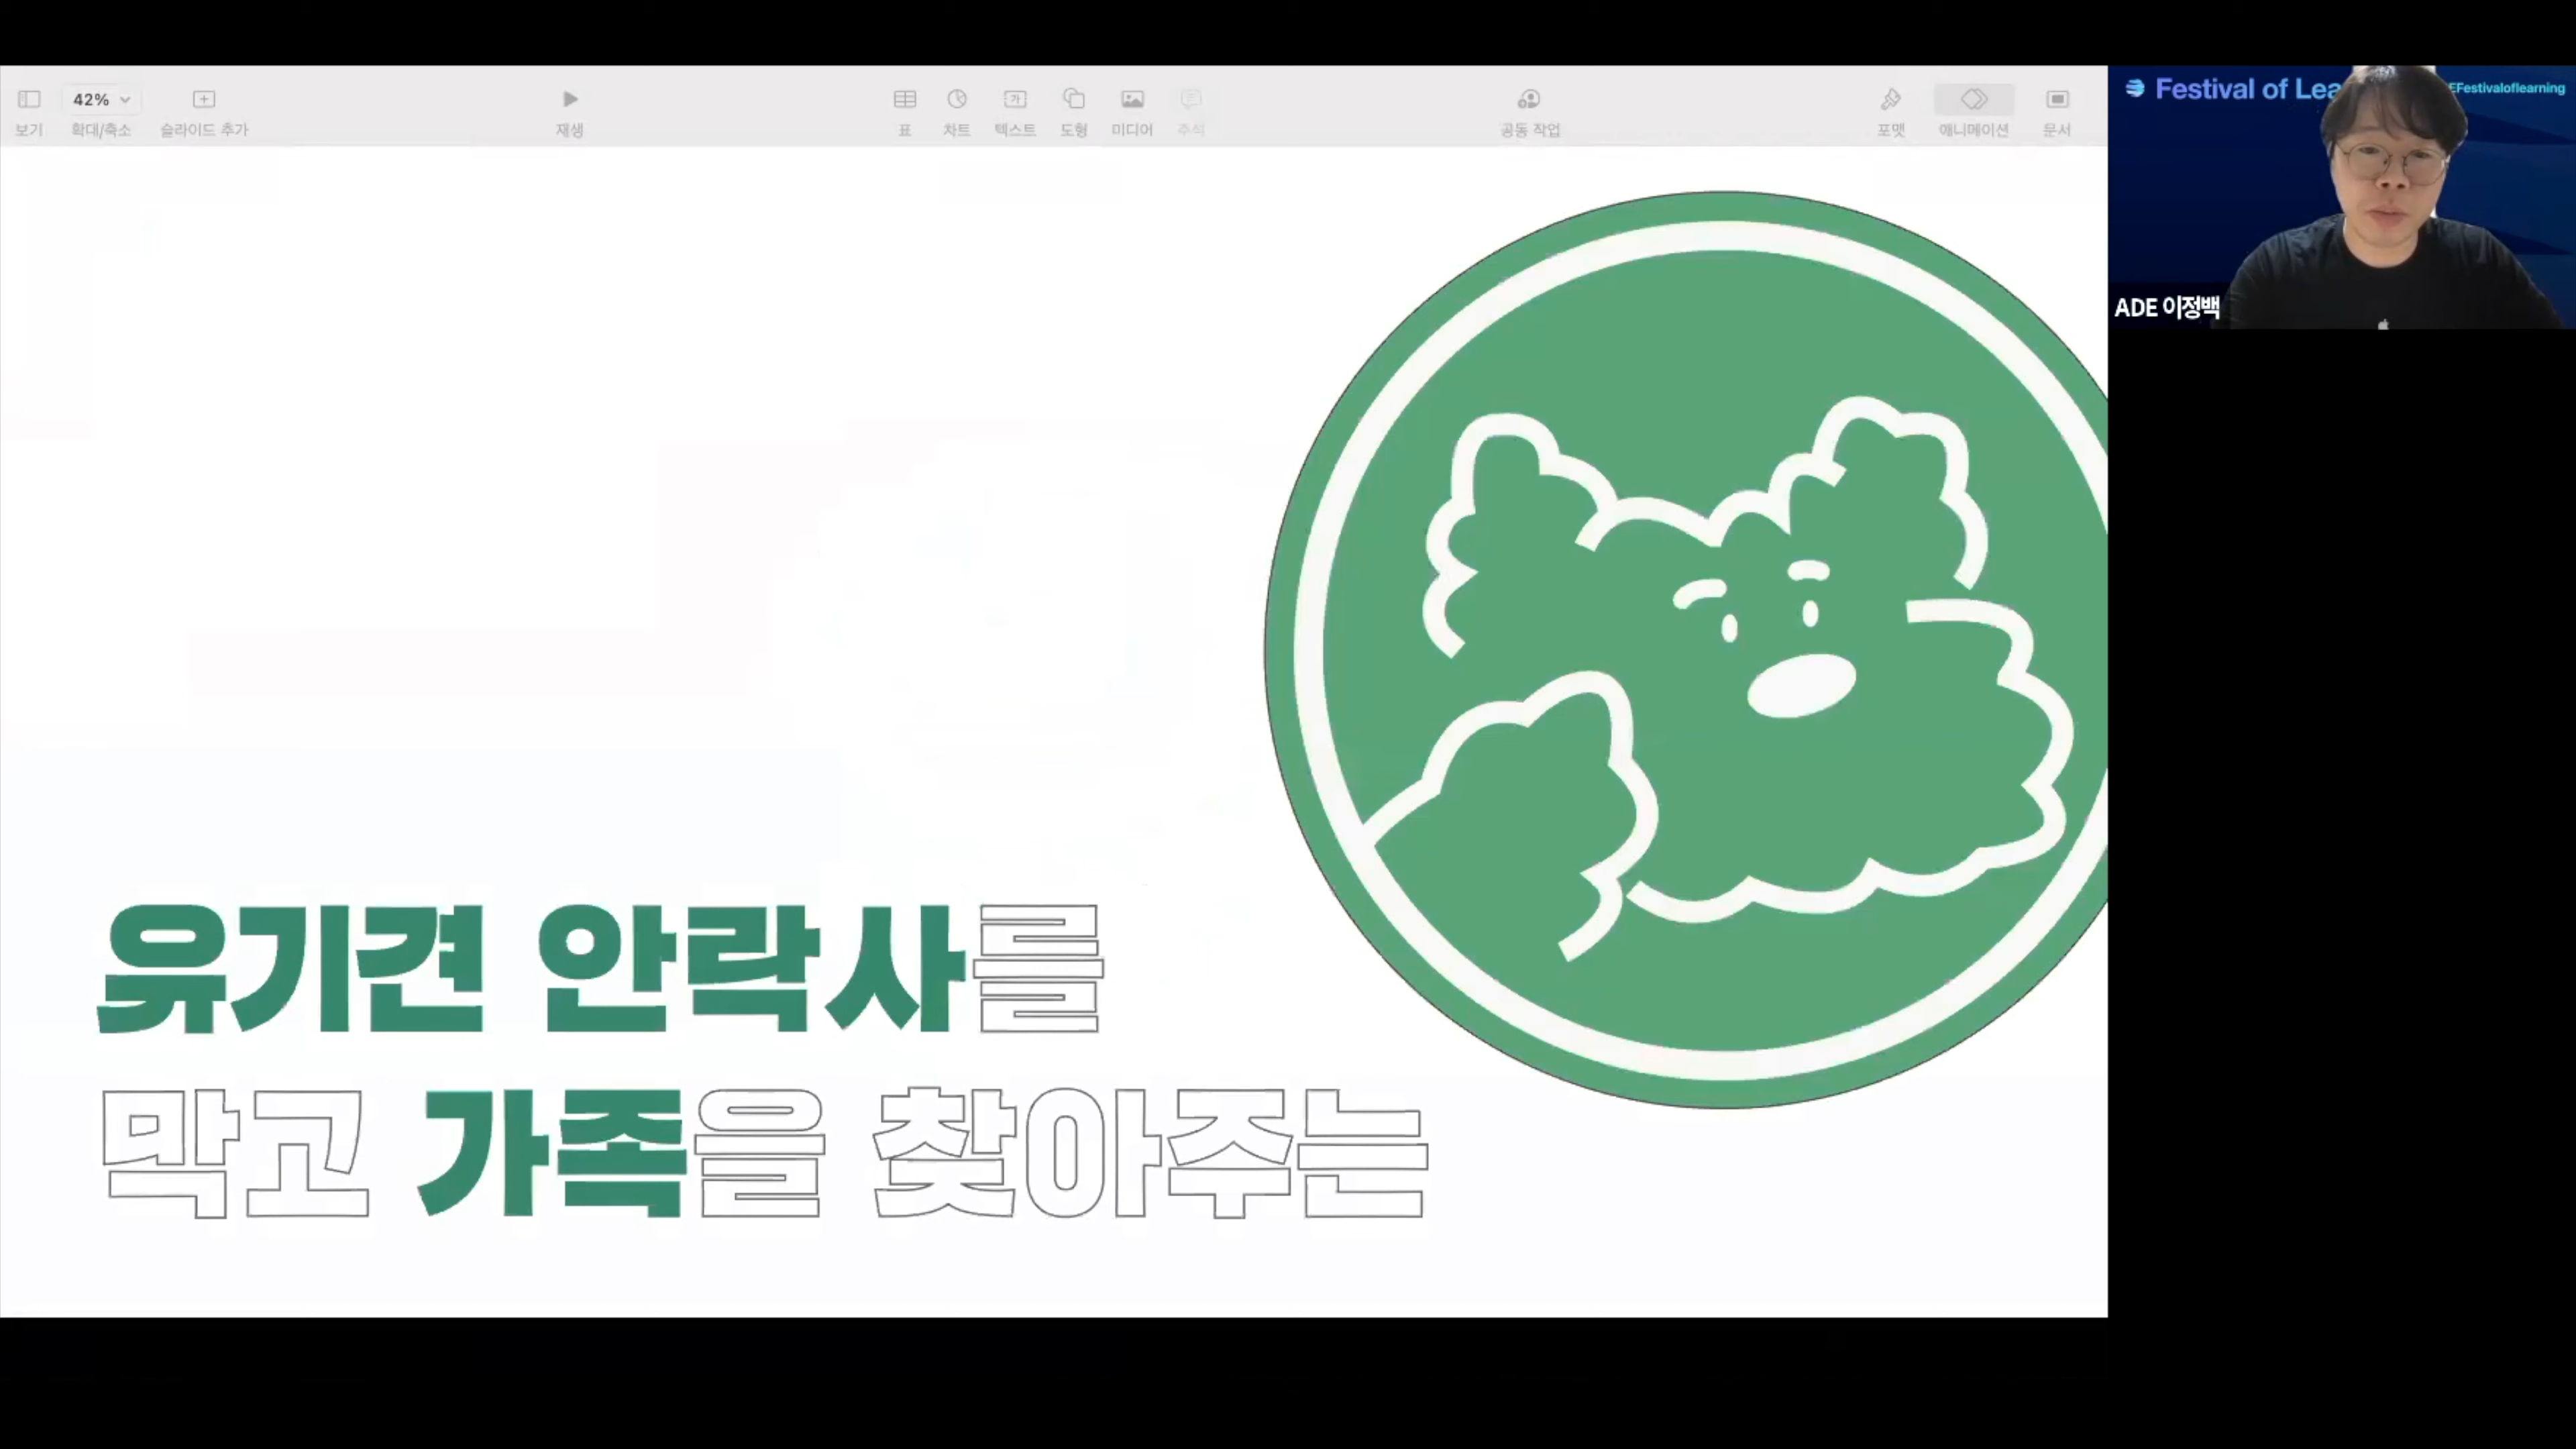 42%
보기
확대/축소
슬라이드 추가
재생
표
차트
텍스트
도형
미디어
주석
공동 작업
포맷
애니메이션
문서
Festival of Lea
EFestivaloflearning
ADE 이정백
유기견 안락사를
막고 가족을 찾아주는